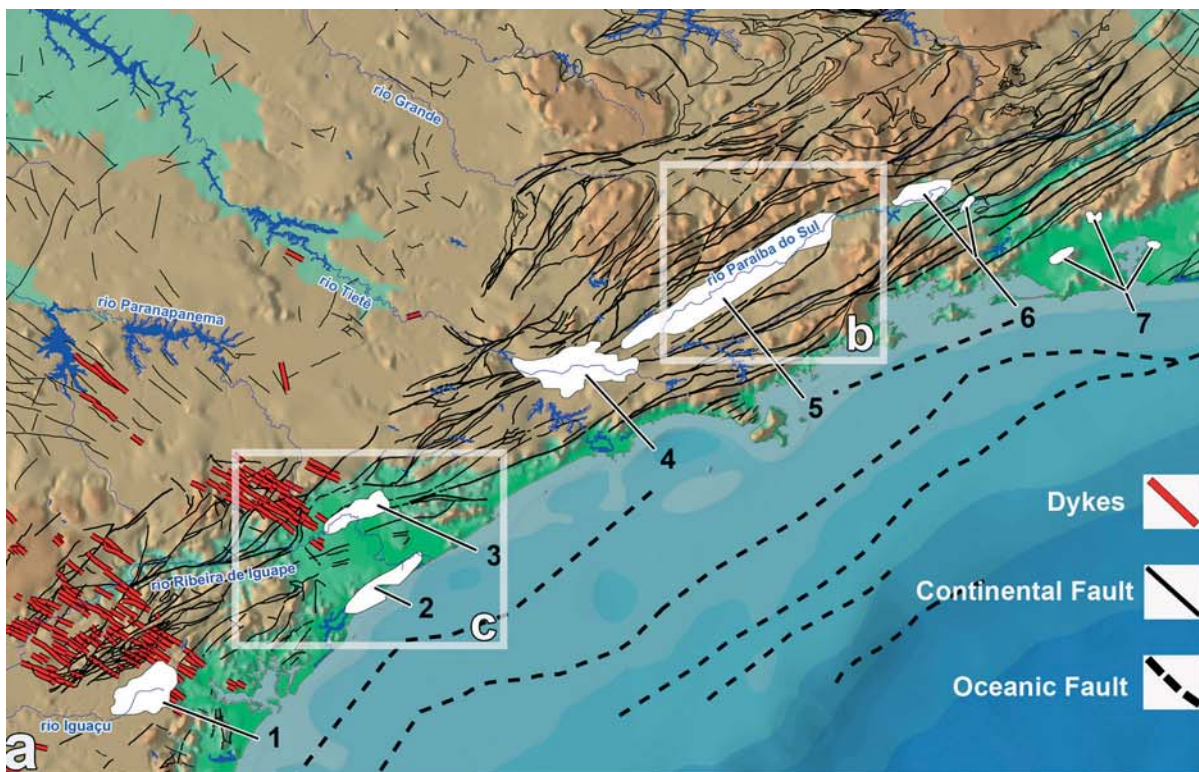 rio Grande
rio Paraiba do Sul
rio Tietê
rio Paranapanema
b
6
7
5
4
Dykes
3
rio Ribeira de Iguape
Continental Fault
2
c
Oceanic Fault
rio Iguaçu
1
a